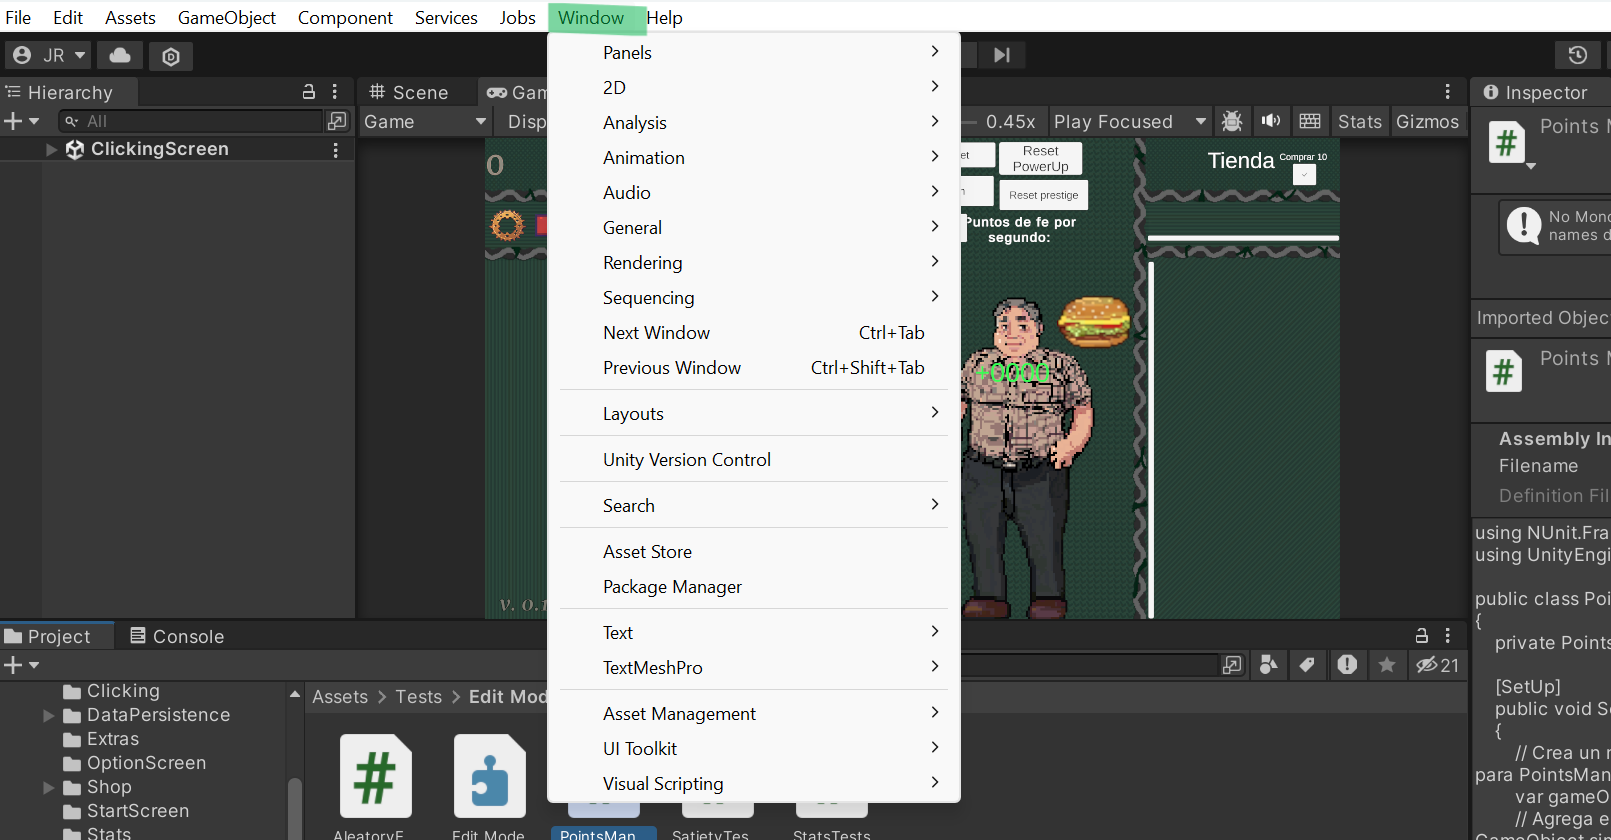 File Edit Assets GameObject Component Services Jobs Window Help
JR
Hierarchy
All
ClickingScreen
Scene
Gam
Game
Disp
0.45x
Play Focused
Stats
Gizmos
Panels
2D
Analysis
Animation
Audio
General
Rendering
Sequencing
Next Window Ctrl+Tab
Previous Window Ctrl+Shift+Tab
Layouts
Unity Version Control
Search
Asset Store
Package Manager
Text
TextMeshPro
Asset Management
UI Toolkit
Visual Scripting
0
et
Reset
PowerUp
Reset prestige
Puntos de fe por
segundo:
+0000
Tienda
Comprar 10
v. 0.1
Inspector
Points M
No Mono
names d
Imported Objec
Points M
Assembly In
Filename
Definition Fil
using NUnit.Fra
using UnityEngi
public class Poi
{
private Points
[SetUp]
public void Se
{
// Crea un n
para PointsMan
var gameO
// Agrega e
GameObject sim
Project
Console
21
Clicking
DataPersistence
Extras
OptionScreen
Shop
StartScreen
Stats
Assets > Tests > Edit Mod
AleatoryE
Edit Mode
PointsMan
SatietyTes
StatsTests